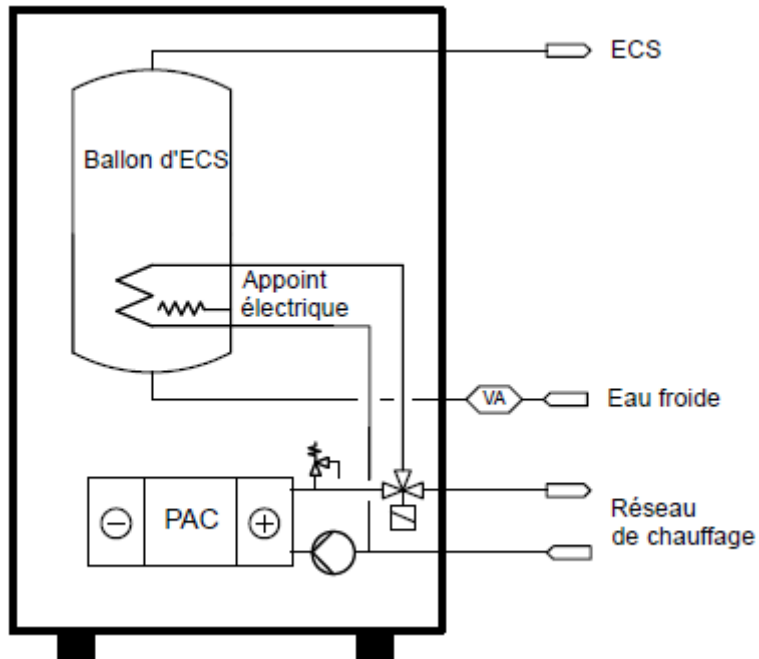 ECS
Ballon d'ECS
Appoint
électrique
VA
Eau froide
PAC
Réseau
de chauffage